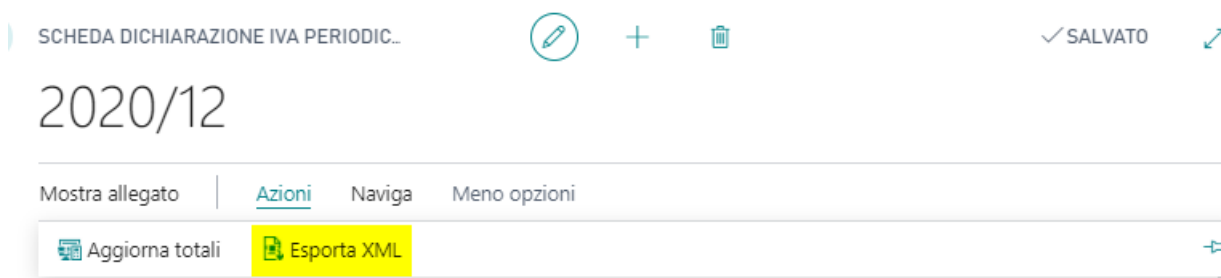 SCHEDA DICHIARAZIONE IVA PERIODIC... SALVATO
2020/12
Mostra allegato Azioni Naviga Meno opzioni
Aggiorna totali Esporta XML